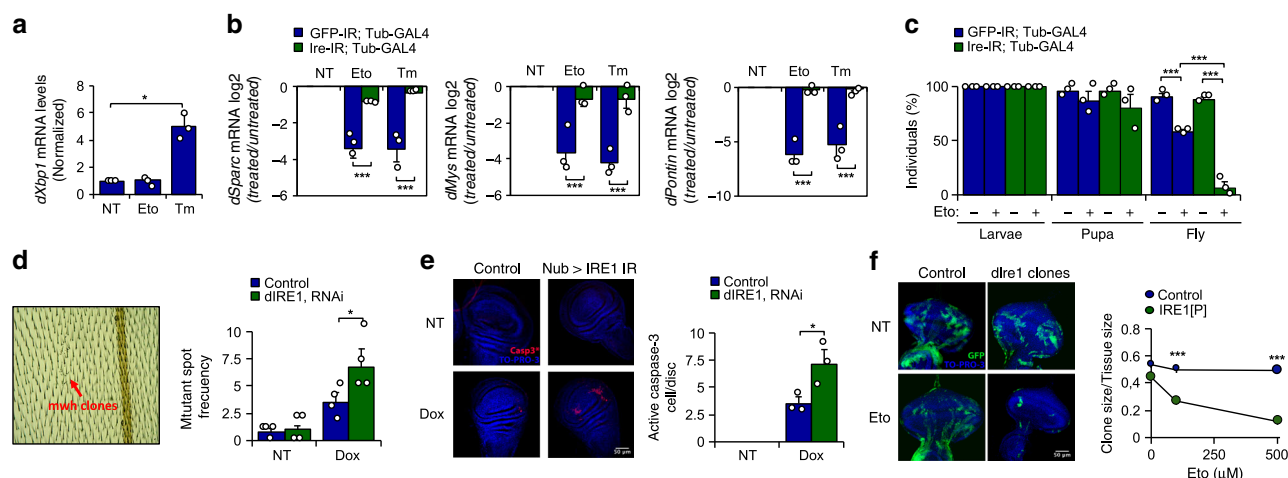 a
dXbp1 mRNA levels
(Normalized)
8
6
4
2
0
NT Eto Tm
*
b
GFP-IR; Tub-GAL4
Ire-IR; Tub-GAL4
dSparc mRNA log2
(treated/untreated)
NT Eto Tm
0
−2
−4
−6
***
***
dMys mRNA log2
(treated/untreated)
NT Eto Tm
0
−2
−4
−6
***
***
dPontin mRNA log2
(treated/untreated)
NT Eto Tm
0
−5
−10
***
***
c
GFP-IR; Tub-GAL4
Ire-IR; Tub-GAL4
Individuals (%)
100
50
0
***
*** ***
Eto: − + − + − + − + − + − +
Larvae Pupa Fly
d
mwh clones
Control
dIRE1, RNAi
Mtutant spot
frecuency
10
7.5
5
2.5
0
*
NT Dox
e
Control Nub > IRE1 IR
NT
Casp3*
TO-PRO-3
Dox
50 μm
Control
dIRE1, RNAi
Active caspase-3
cell/disc
10
7.5
5
2.5
0
*
NT Dox
f
Control dIre1 clones
NT
GFP
TO-PRO-3
Eto
50 μm
Control
IRE1[P]
Clone size/Tissue size
0.8
0.6
0.4
0.2
0
*** ***
0 250 500
Eto (μM)